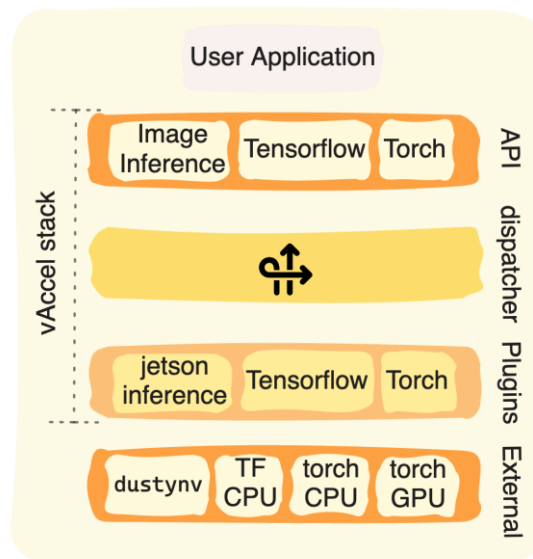 User Application
Image
Inference
Tensorflow
Torch
API
vAccel stack
dispatcher
jetson
inference
Tensorflow
Torch
Plugins
dustynv
TF
CPU
torch
CPU
torch
GPU
External